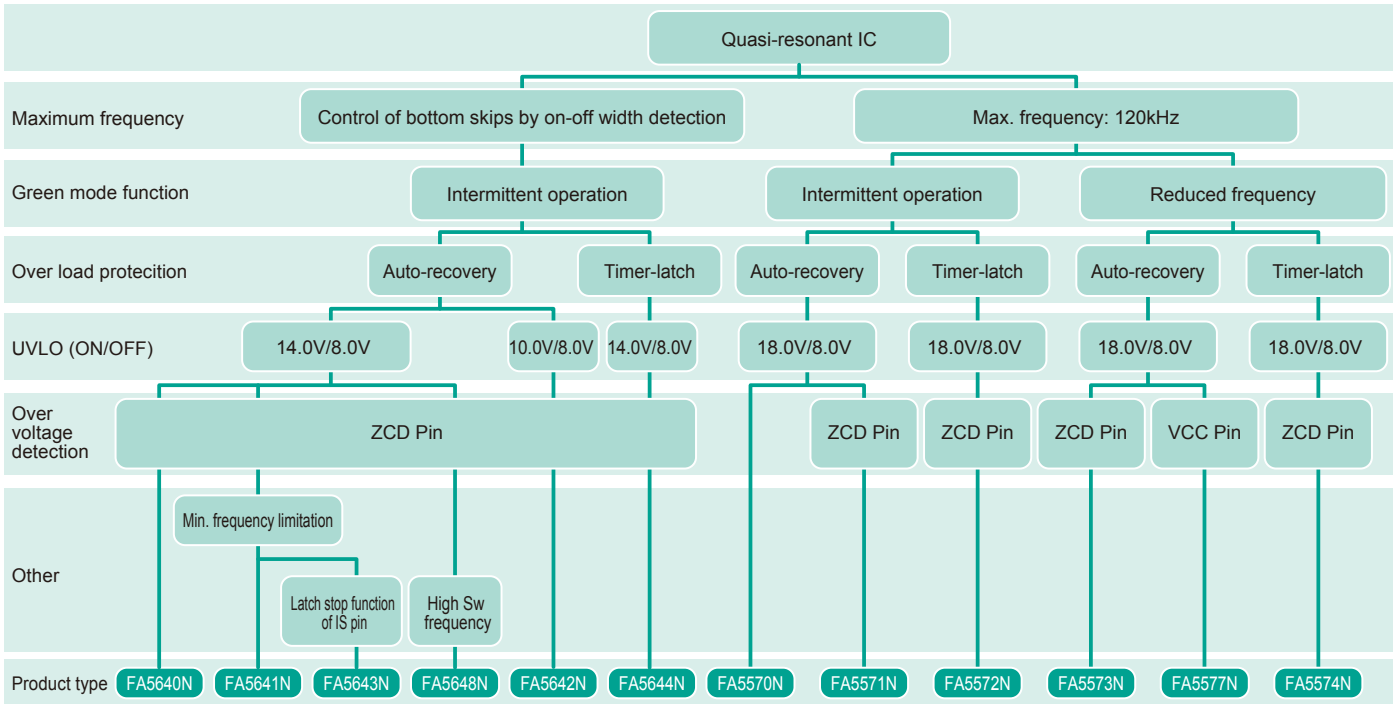 Quasi-resonant IC
Maximum frequency
Control of bottom skips by on-off width detection
Max. frequency: 120kHz
Green mode function
Intermittent operation
Intermittent operation
Reduced frequency
Over load protecition
Auto-recovery
Timer-latch
Auto-recovery
Timer-latch
Auto-recovery
Timer-latch
UVLO (ON/OFF)
14.0V/8.0V
10.0V/8.0V
14.0V/8.0V
18.0V/8.0V
18.0V/8.0V
18.0V/8.0V
18.0V/8.0V
Over
voltage
detection
ZCD Pin
ZCD Pin
ZCD Pin
ZCD Pin
VCC Pin
ZCD Pin
Other
Min. frequency limitation
Latch stop function
of IS pin
High Sw
frequency
Product type
FA5640N
FA5641N
FA5643N
FA5648N
FA5642N
FA5644N
FA5570N
FA5571N
FA5572N
FA5573N
FA5577N
FA5574N